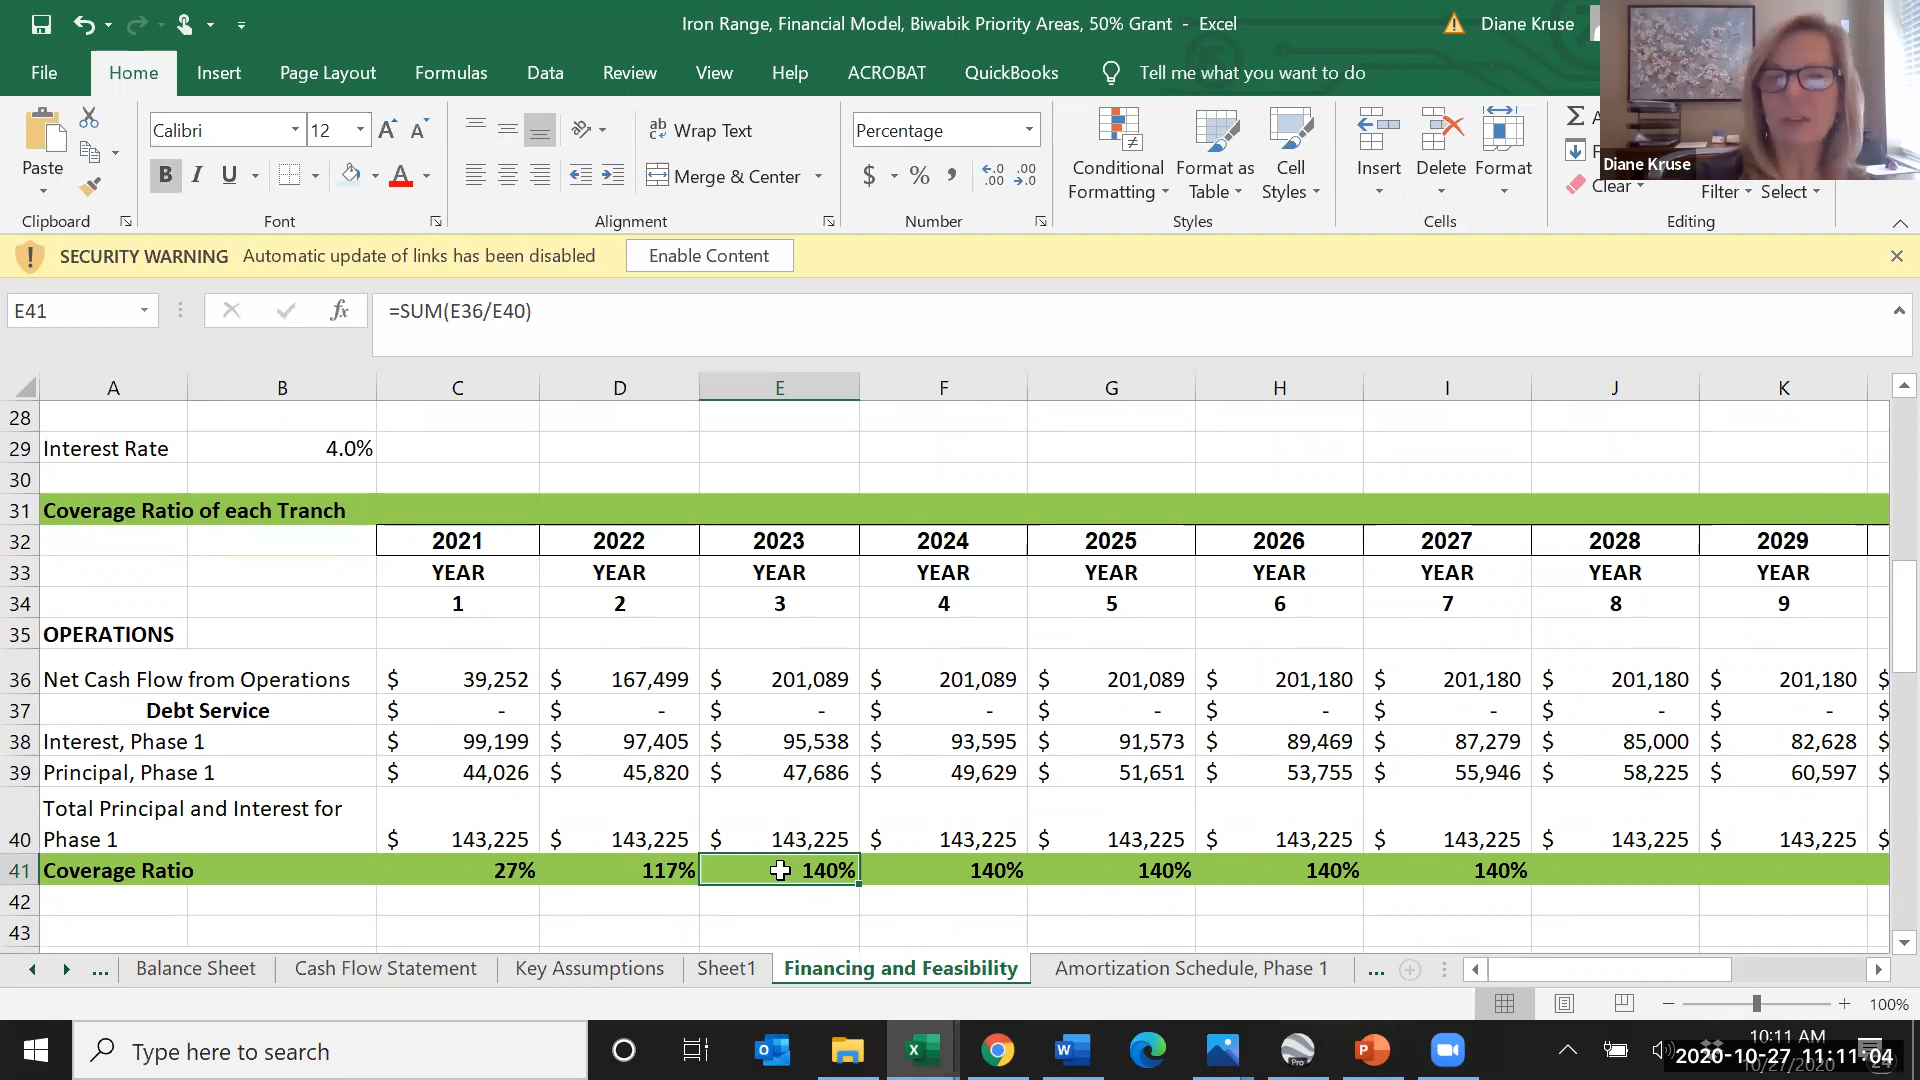 Iron Range, Financial Model, Biwabik Priority Areas, 50% Grant - Excel
Diane Kruse
File Home Insert Page Layout Formulas Data Review View Help ACROBAT QuickBooks Tell me what you want to do
Calibri 12
Wrap Text
Percentage
Paste
Merge & Center
$ %
Conditional Formatting
Format as Table
Cell Styles
Insert Delete Format
Clear
Filter Select
Diane Kruse
Clipboard Font Alignment Number Styles Cells Editing
SECURITY WARNING Automatic update of links has been disabled Enable Content
E41 fx =SUM(E36/E40)
A B C D E F G H I J K
28
29 Interest Rate 4.0%
30
31 Coverage Ratio of each Tranch
32 2021 2022 2023 2024 2025 2026 2027 2028 2029
33 YEAR YEAR YEAR YEAR YEAR YEAR YEAR YEAR YEAR
34 1 2 3 4 5 6 7 8 9
35 OPERATIONS
36 Net Cash Flow from Operations $ 39,252 $ 167,499 $ 201,089 $ 201,089 $ 201,089 $ 201,180 $ 201,180 $ 201,180 $ 201,180 $
37 Debt Service $ - $ - $ - $ - $ - $ - $ - $ - $ - $
38 Interest, Phase 1 $ 99,199 $ 97,405 $ 95,538 $ 93,595 $ 91,573 $ 89,469 $ 87,279 $ 85,000 $ 82,628 $
39 Principal, Phase 1 $ 44,026 $ 45,820 $ 47,686 $ 49,629 $ 51,651 $ 53,755 $ 55,946 $ 58,225 $ 60,597 $
Total Principal and Interest for
40 Phase 1 $ 143,225 $ 143,225 $ 143,225 $ 143,225 $ 143,225 $ 143,225 $ 143,225 $ 143,225 $ 143,225 $
41 Coverage Ratio 27% 117% 140% 140% 140% 140% 140%
42
43
... Balance Sheet Cash Flow Statement Key Assumptions Sheet1 Financing and Feasibility Amortization Schedule, Phase 1 ...
100%
Type here to search
10:11 AM
10/27/2020
2020-10-27 11:11:04